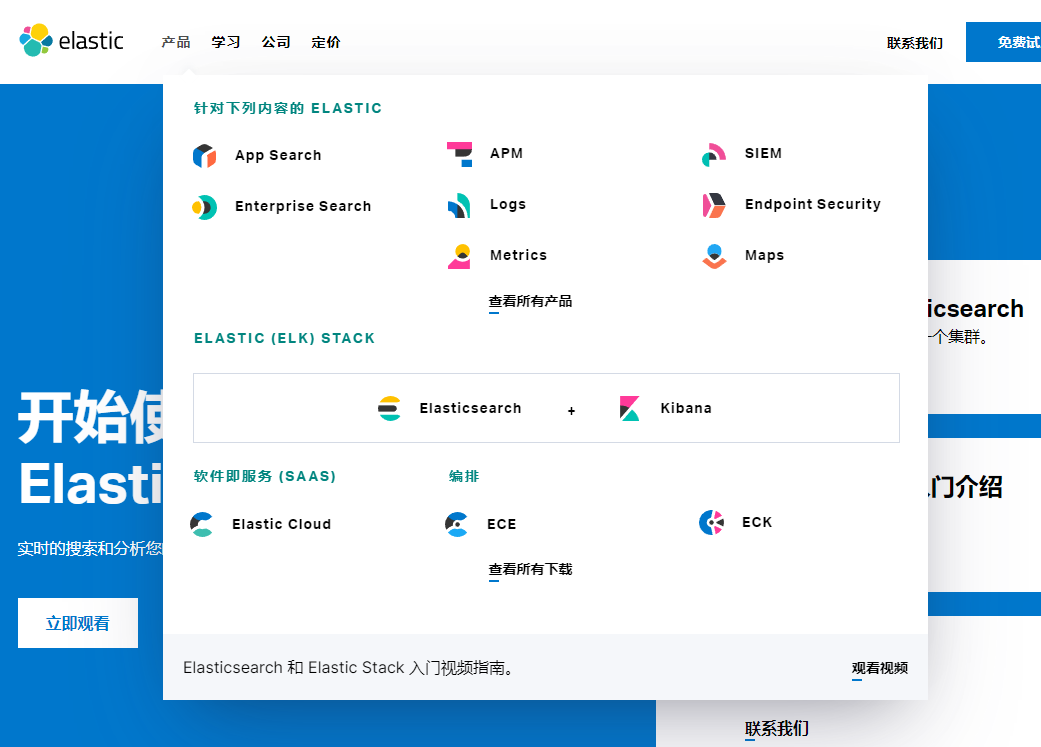 elastic
产品 学习 公司 定价
联系我们
免费试
针对下列内容的 ELASTIC
App Search
APM
SIEM
Enterprise Search
Logs
Endpoint Security
Metrics
Maps
查看所有产品
ELASTIC (ELK) STACK
Elasticsearch + Kibana
软件即服务 (SAAS)
编排
Elastic Cloud
ECE
ECK
查看所有下载
Elasticsearch 和 Elastic Stack 入门视频指南。
观看视频
开始使
Elasti
实时的搜索和分析您
立即观看
icsearch
个集群。
门介绍
联系我们